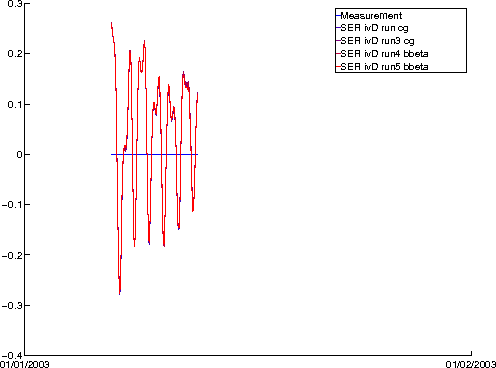 0.3
Measurement
SER ivD run cg
SER ivD run3 cg
SER ivD run4 bbeta
SER ivD run5 bbeta
0.2
0.1
0
-0.1
-0.2
-0.3
-0.4
01/01/2003 01/02/2003